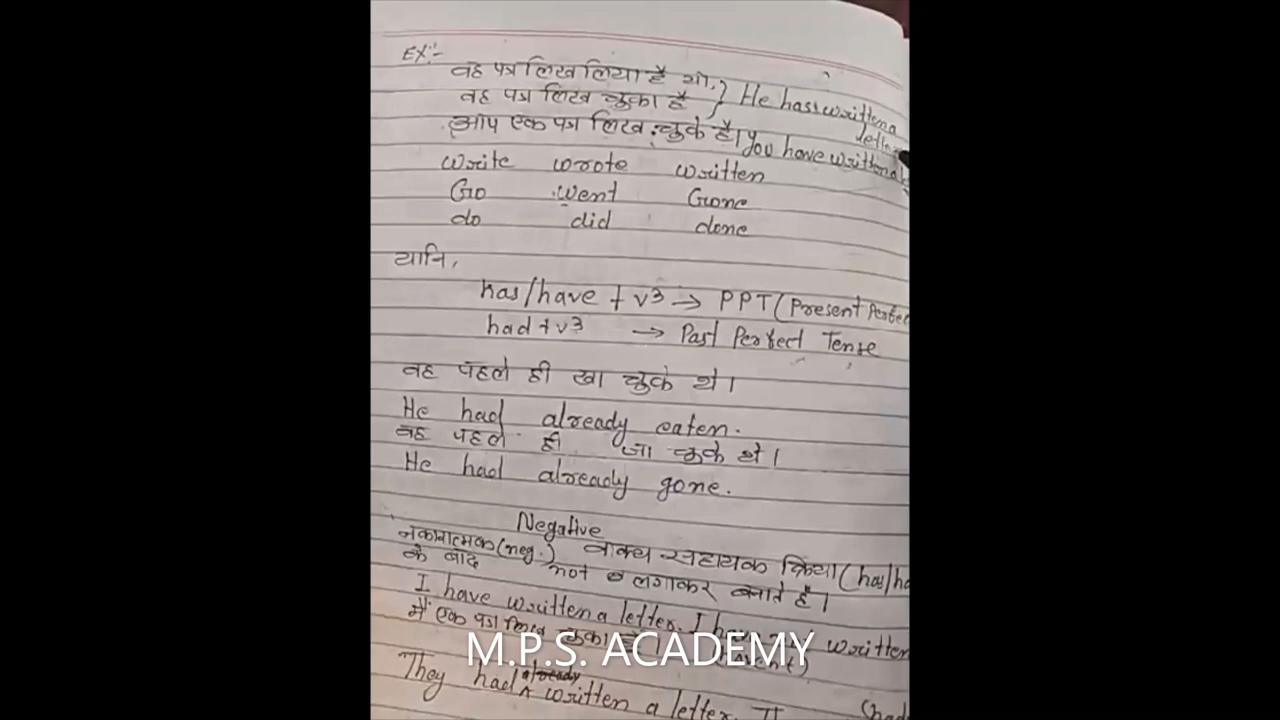 EX:-
वह पत्र लिख लिया है
वह पत्र लिख चुका है } He has written a letter
आप एक पत्र लिख चुके है। you have written a
write wrote written
Go went Gone
do did done
यानि,
has/have + v3 → PPT (Present Perfec
had + v3 → Past Perfect Tense
वह पहले ही खा चुके थे।
He had already eaten.
वह पहले ही जा चुके थे।
He had already gone.
Negative
नकारात्मक (neg.) वाक्य सहायक क्रिया (has/ha
के बाद not लगाकर बनाते है।
I have written a letter. I written
मैं एक पत्र लिख चुका
M.P.S. ACADEMY
They had already written a letter.